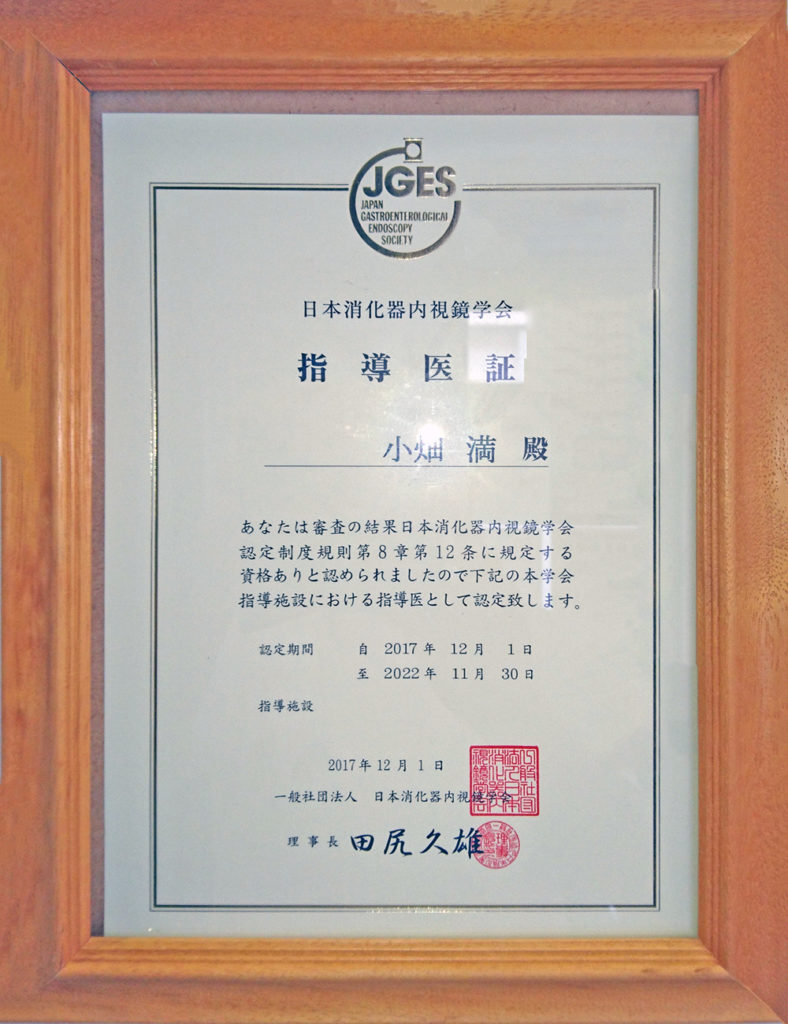 JGES
JAPAN
GASTROENTEROLOGICAL
ENDOSCOPY
SOCIETY
日本消化器内視鏡学会
指導医証
小畑 満 殿
あなたは審査の結果日本消化器内視鏡学会
認定制度規則第8章第12条に規定する
資格ありと認められましたので下記の本学会
指導施設における指導医として認定致します。
認定期間 自 2017年 12月 1日
至 2022年 11月 30日
指導施設
2017年12月1日
一般社団法人 日本消化器内視鏡学会
理事長 田尻久雄